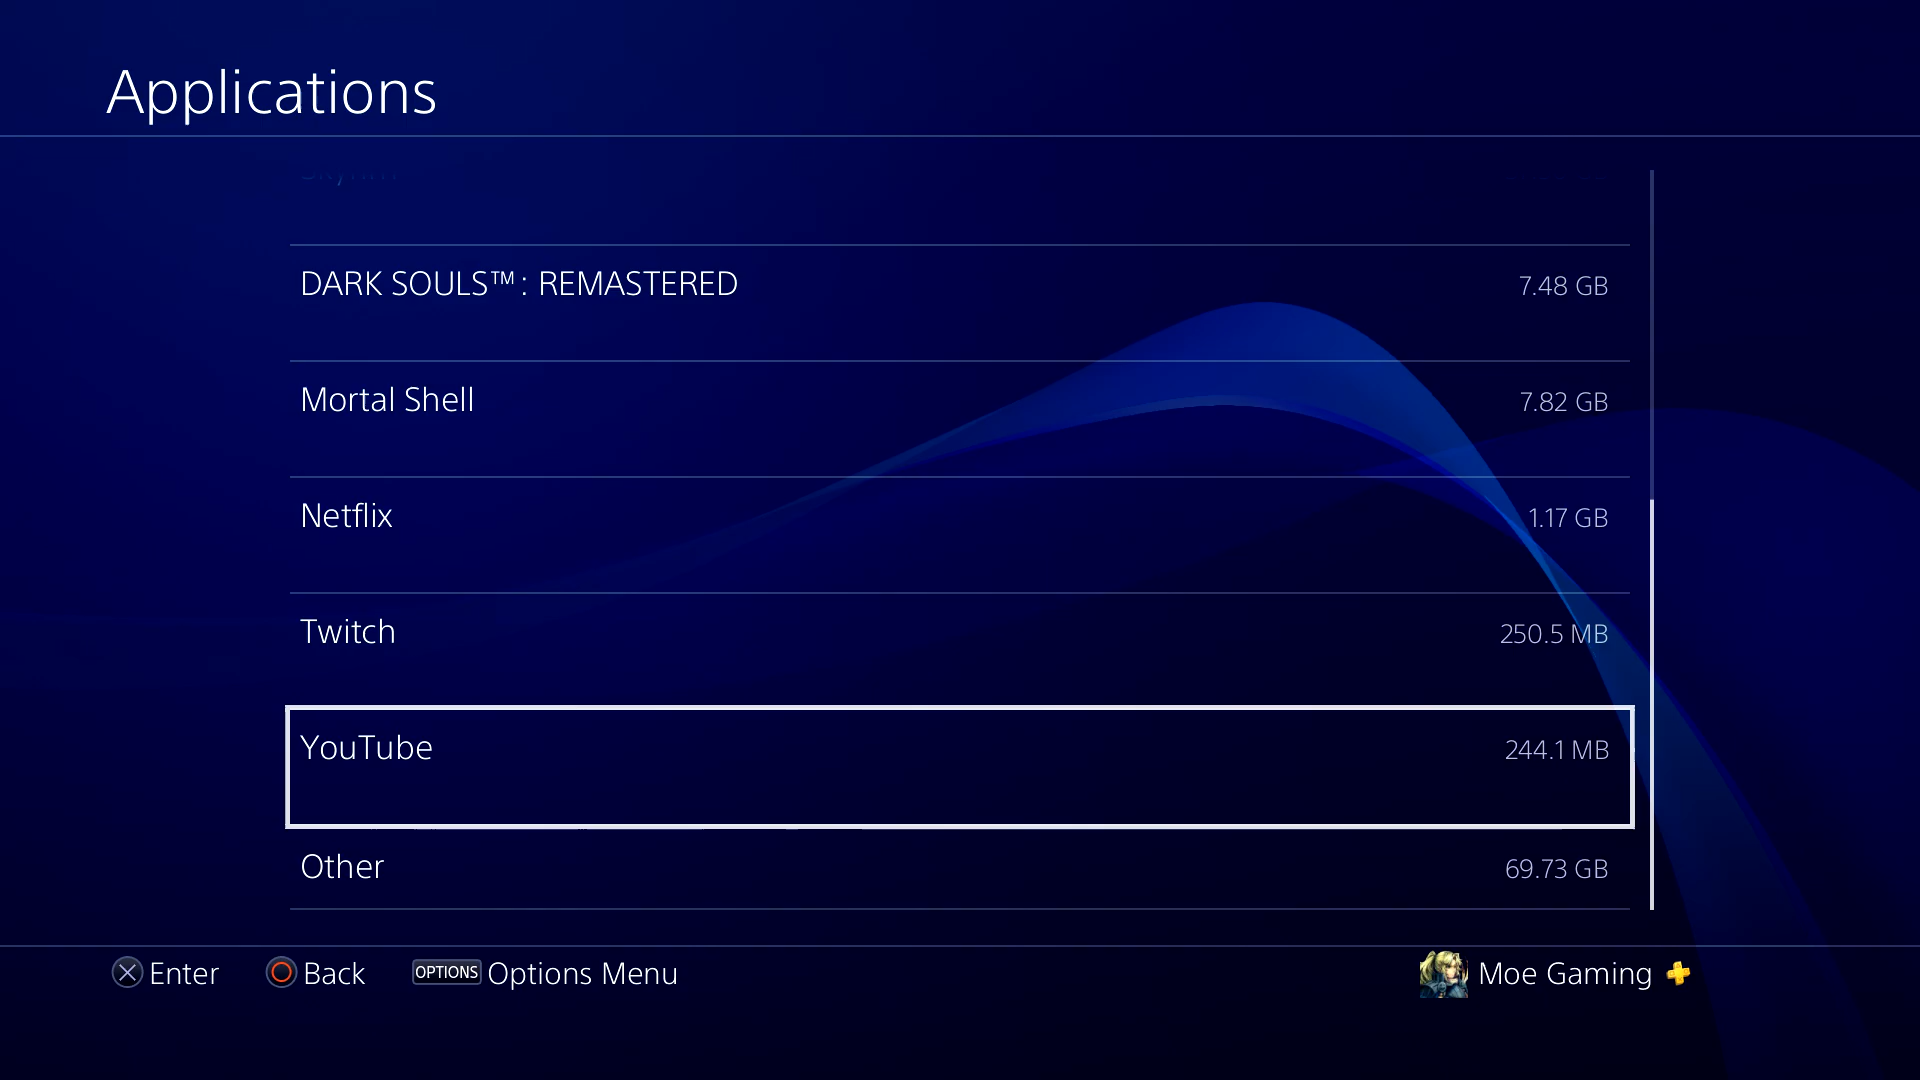 Applications
Skyrim
DARK SOULS™: REMASTERED 7.48 GB
Mortal Shell 7.82 GB
Netflix 1.17 GB
Twitch 250.5 MB
YouTube 244.1 MB
Other 69.73 GB
Enter Back OPTIONS Options Menu Moe Gaming